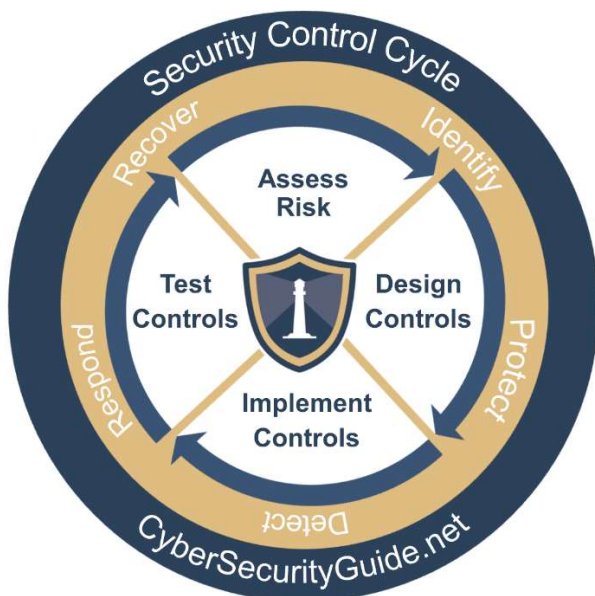 Security Control Cycle
Identify
Protect
Detect
Respond
Recover
Assess
Risk
Design
Controls
Implement
Controls
Test
Controls
CyberSecurityGuide.net